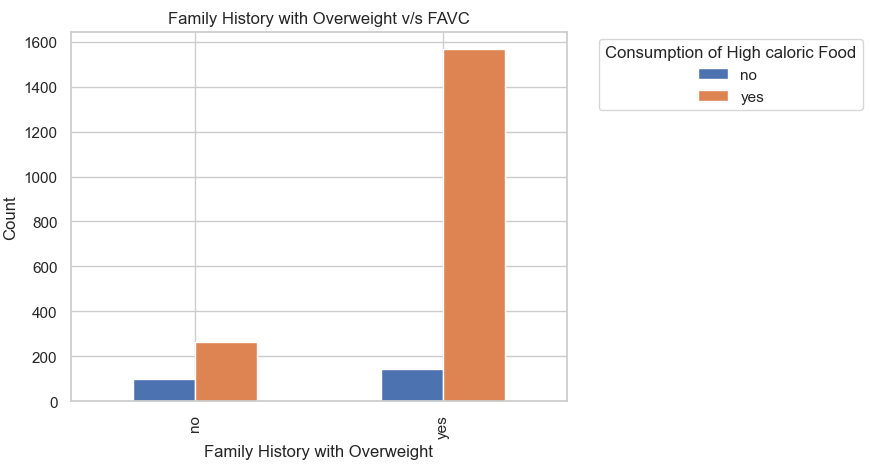 Family History with Overweight v/s FAVC
Consumption of High caloric Food
no
yes
1600
1400
1200
1000
800
600
400
200
0
Count
no
yes
Family History with Overweight